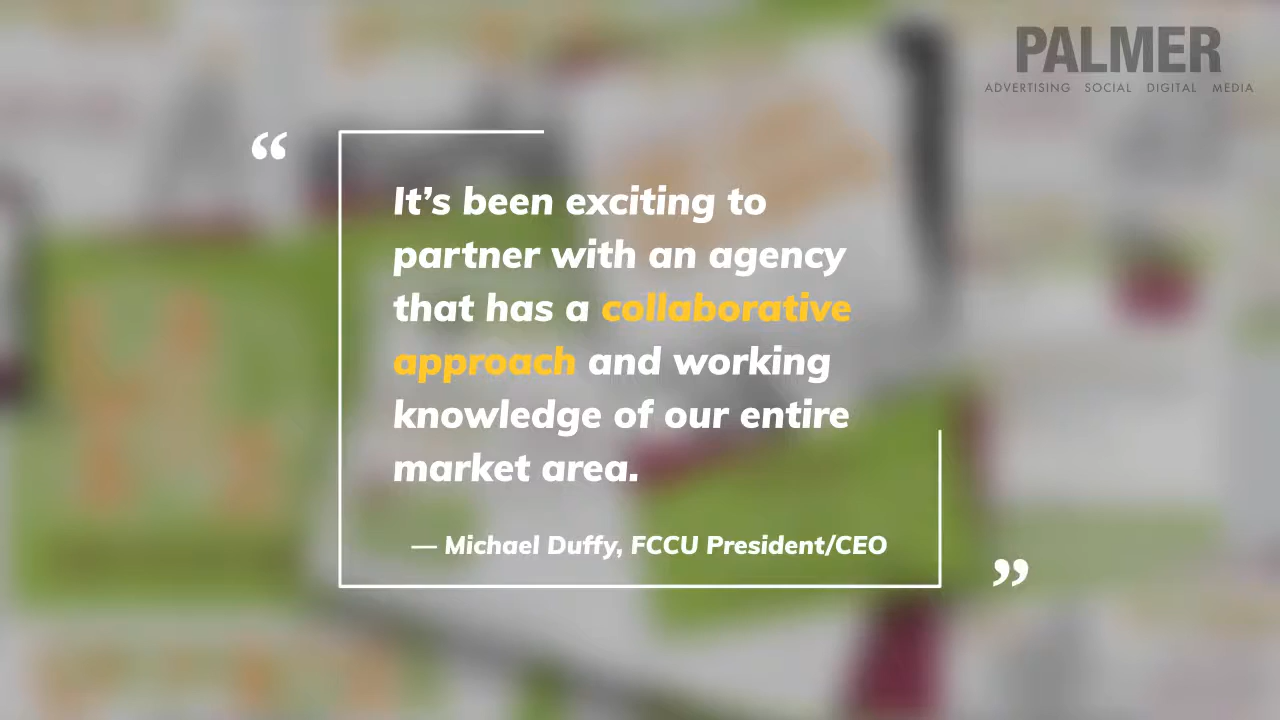 PALMER
ADVERTISING SOCIAL DIGITAL MEDIA
“
It’s been exciting to
partner with an agency
that has a collaborative
approach and working
knowledge of our entire
market area.
— Michael Duffy, FCCU President/CEO
”